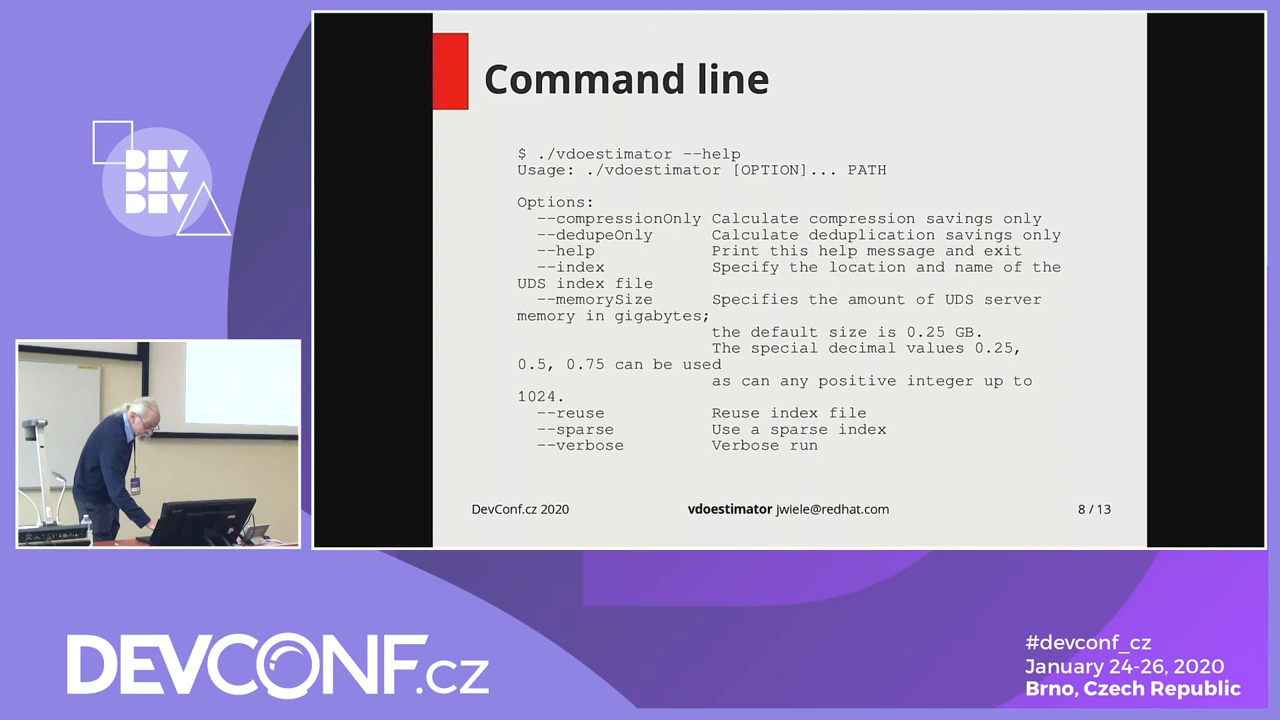 Command line
$ ./vdoestimator --help
Usage: ./vdoestimator [OPTION]... PATH
Options:
--compressionOnly Calculate compression savings only
--dedupeOnly Calculate deduplication savings only
--help Print this help message and exit
--index Specify the location and name of the
UDS index file
--memorySize Specifies the amount of UDS server
memory in gigabytes;
the default size is 0.25 GB.
The special decimal values 0.25,
0.5, 0.75 can be used
as can any positive integer up to
1024.
--reuse Reuse index file
--sparse Use a sparse index
--verbose Verbose run
DevConf.cz 2020 vdoestimator jwiele@redhat.com 8 / 13
DEV
DEV
DEV
DEVCONF.cz
#devconf_cz
January 24-26, 2020
Brno, Czech Republic